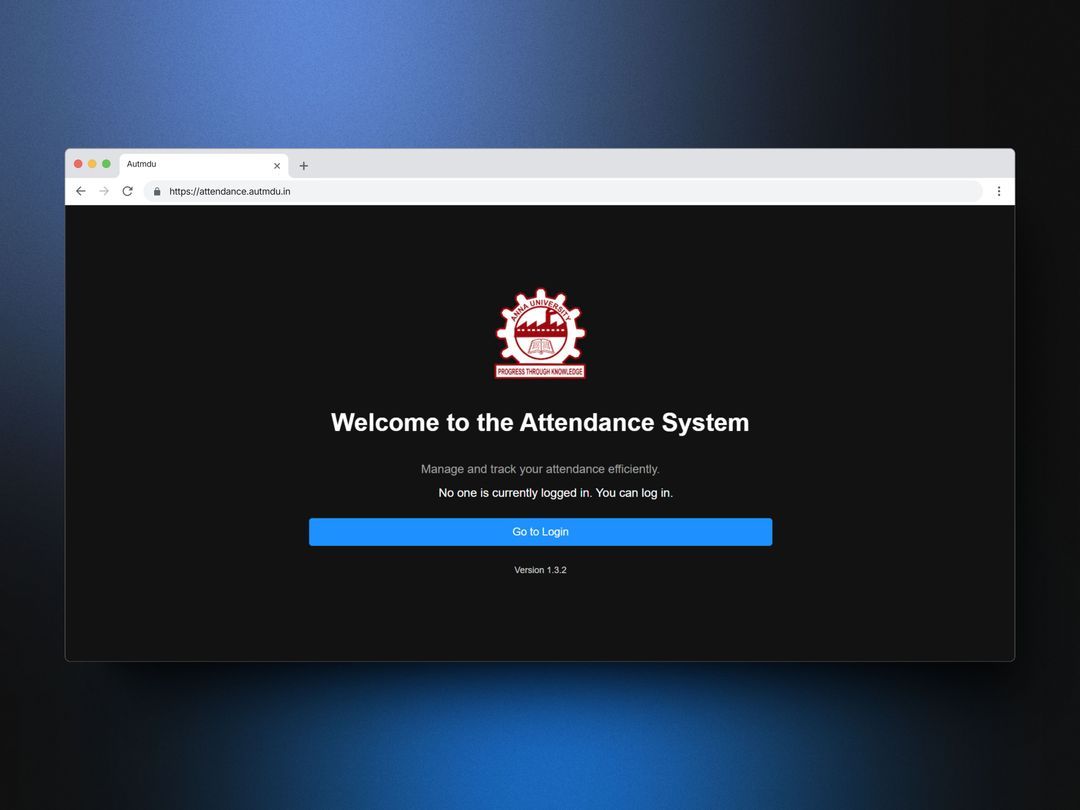 Autmdu
https://attendance.autmdu.in
ANNA UNIVERSITY
PROGRESS THROUGH KNOWLEDGE
Welcome to the Attendance System
Manage and track your attendance efficiently.
No one is currently logged in. You can log in.
Go to Login
Version 1.3.2